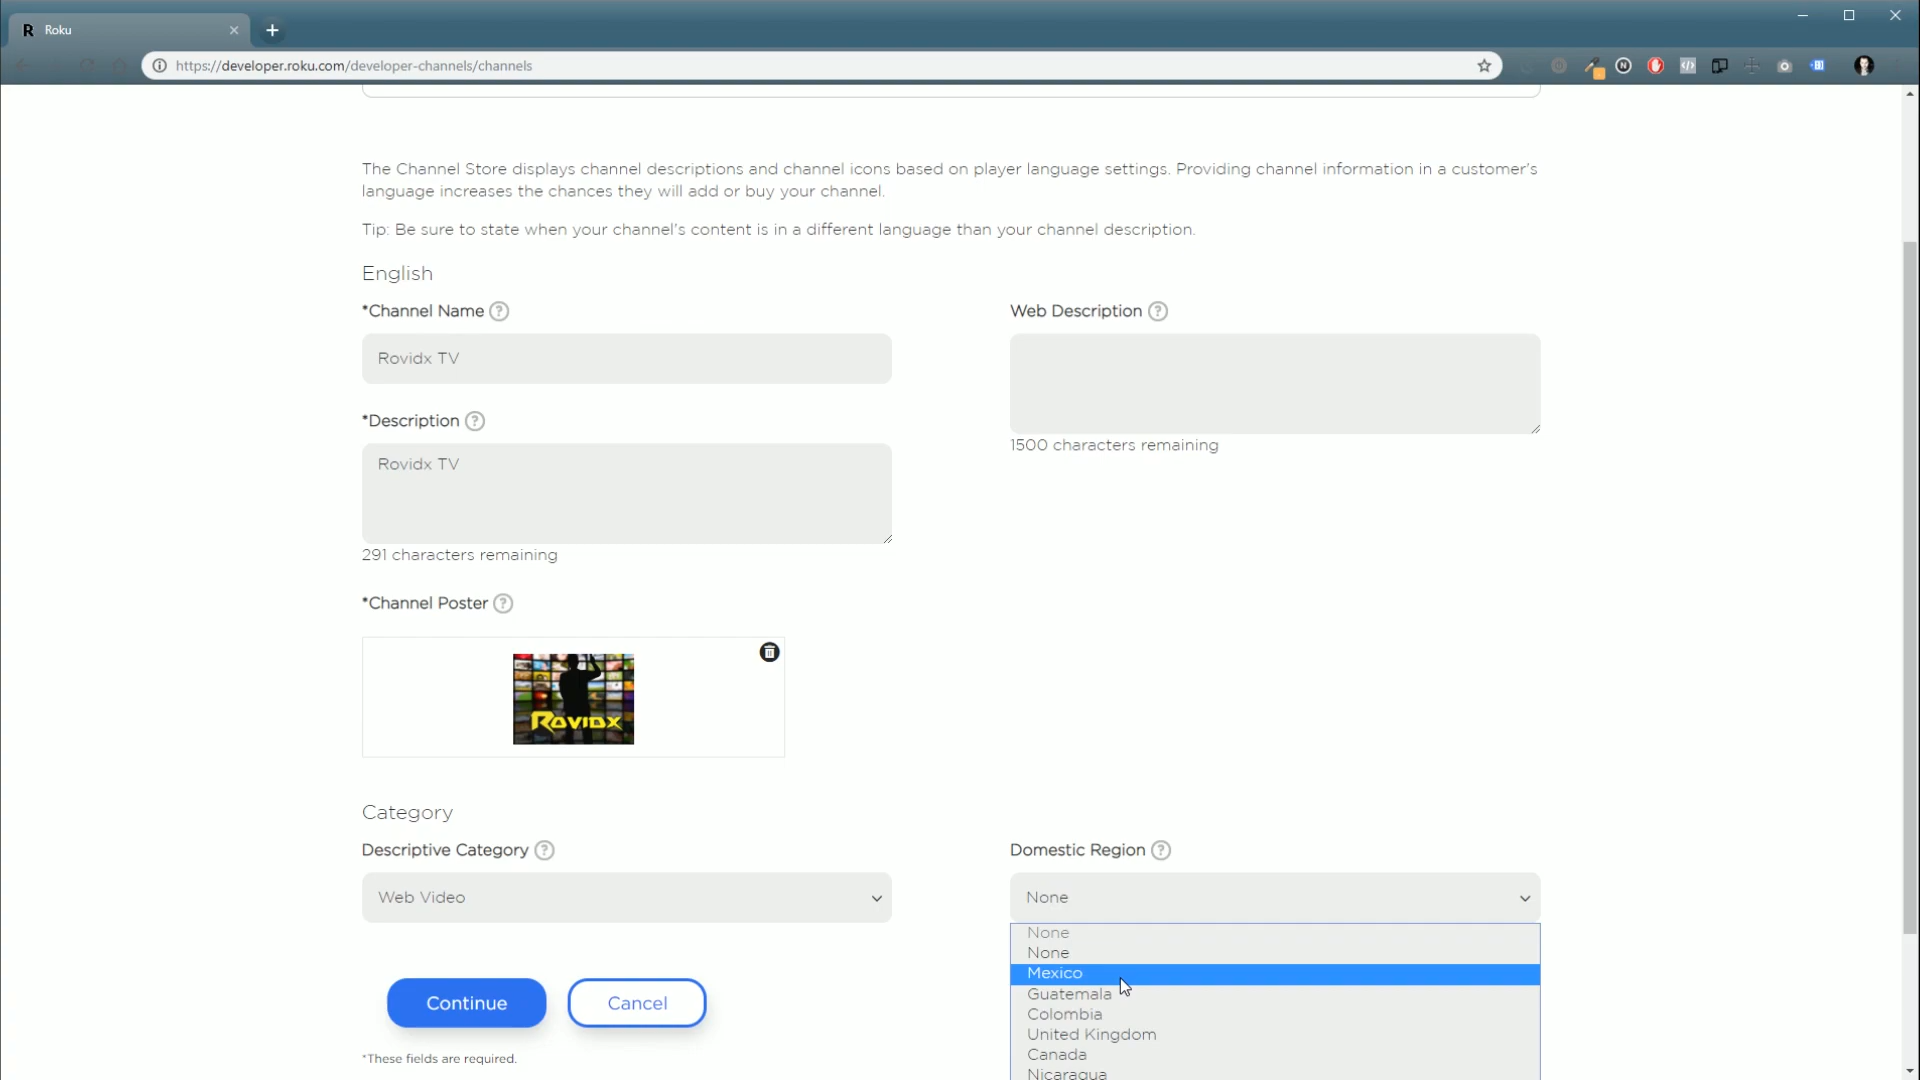 Roku
https://developer.roku.com/developer-channels/channels
The Channel Store displays channel descriptions and channel icons based on player language settings. Providing channel information in a customer's
language increases the chances they will add or buy your channel.
Tip: Be sure to state when your channel's content is in a different language than your channel description.
English
*Channel Name
Rovidx TV
Web Description
*Description
Rovidx TV
1500 characters remaining
291 characters remaining
*Channel Poster
Rovidx
Category
Descriptive Category
Web Video
Domestic Region
None
None
None
Mexico
Guatemala
Colombia
United Kingdom
Canada
Nicaragua
Continue
Cancel
*These fields are required.